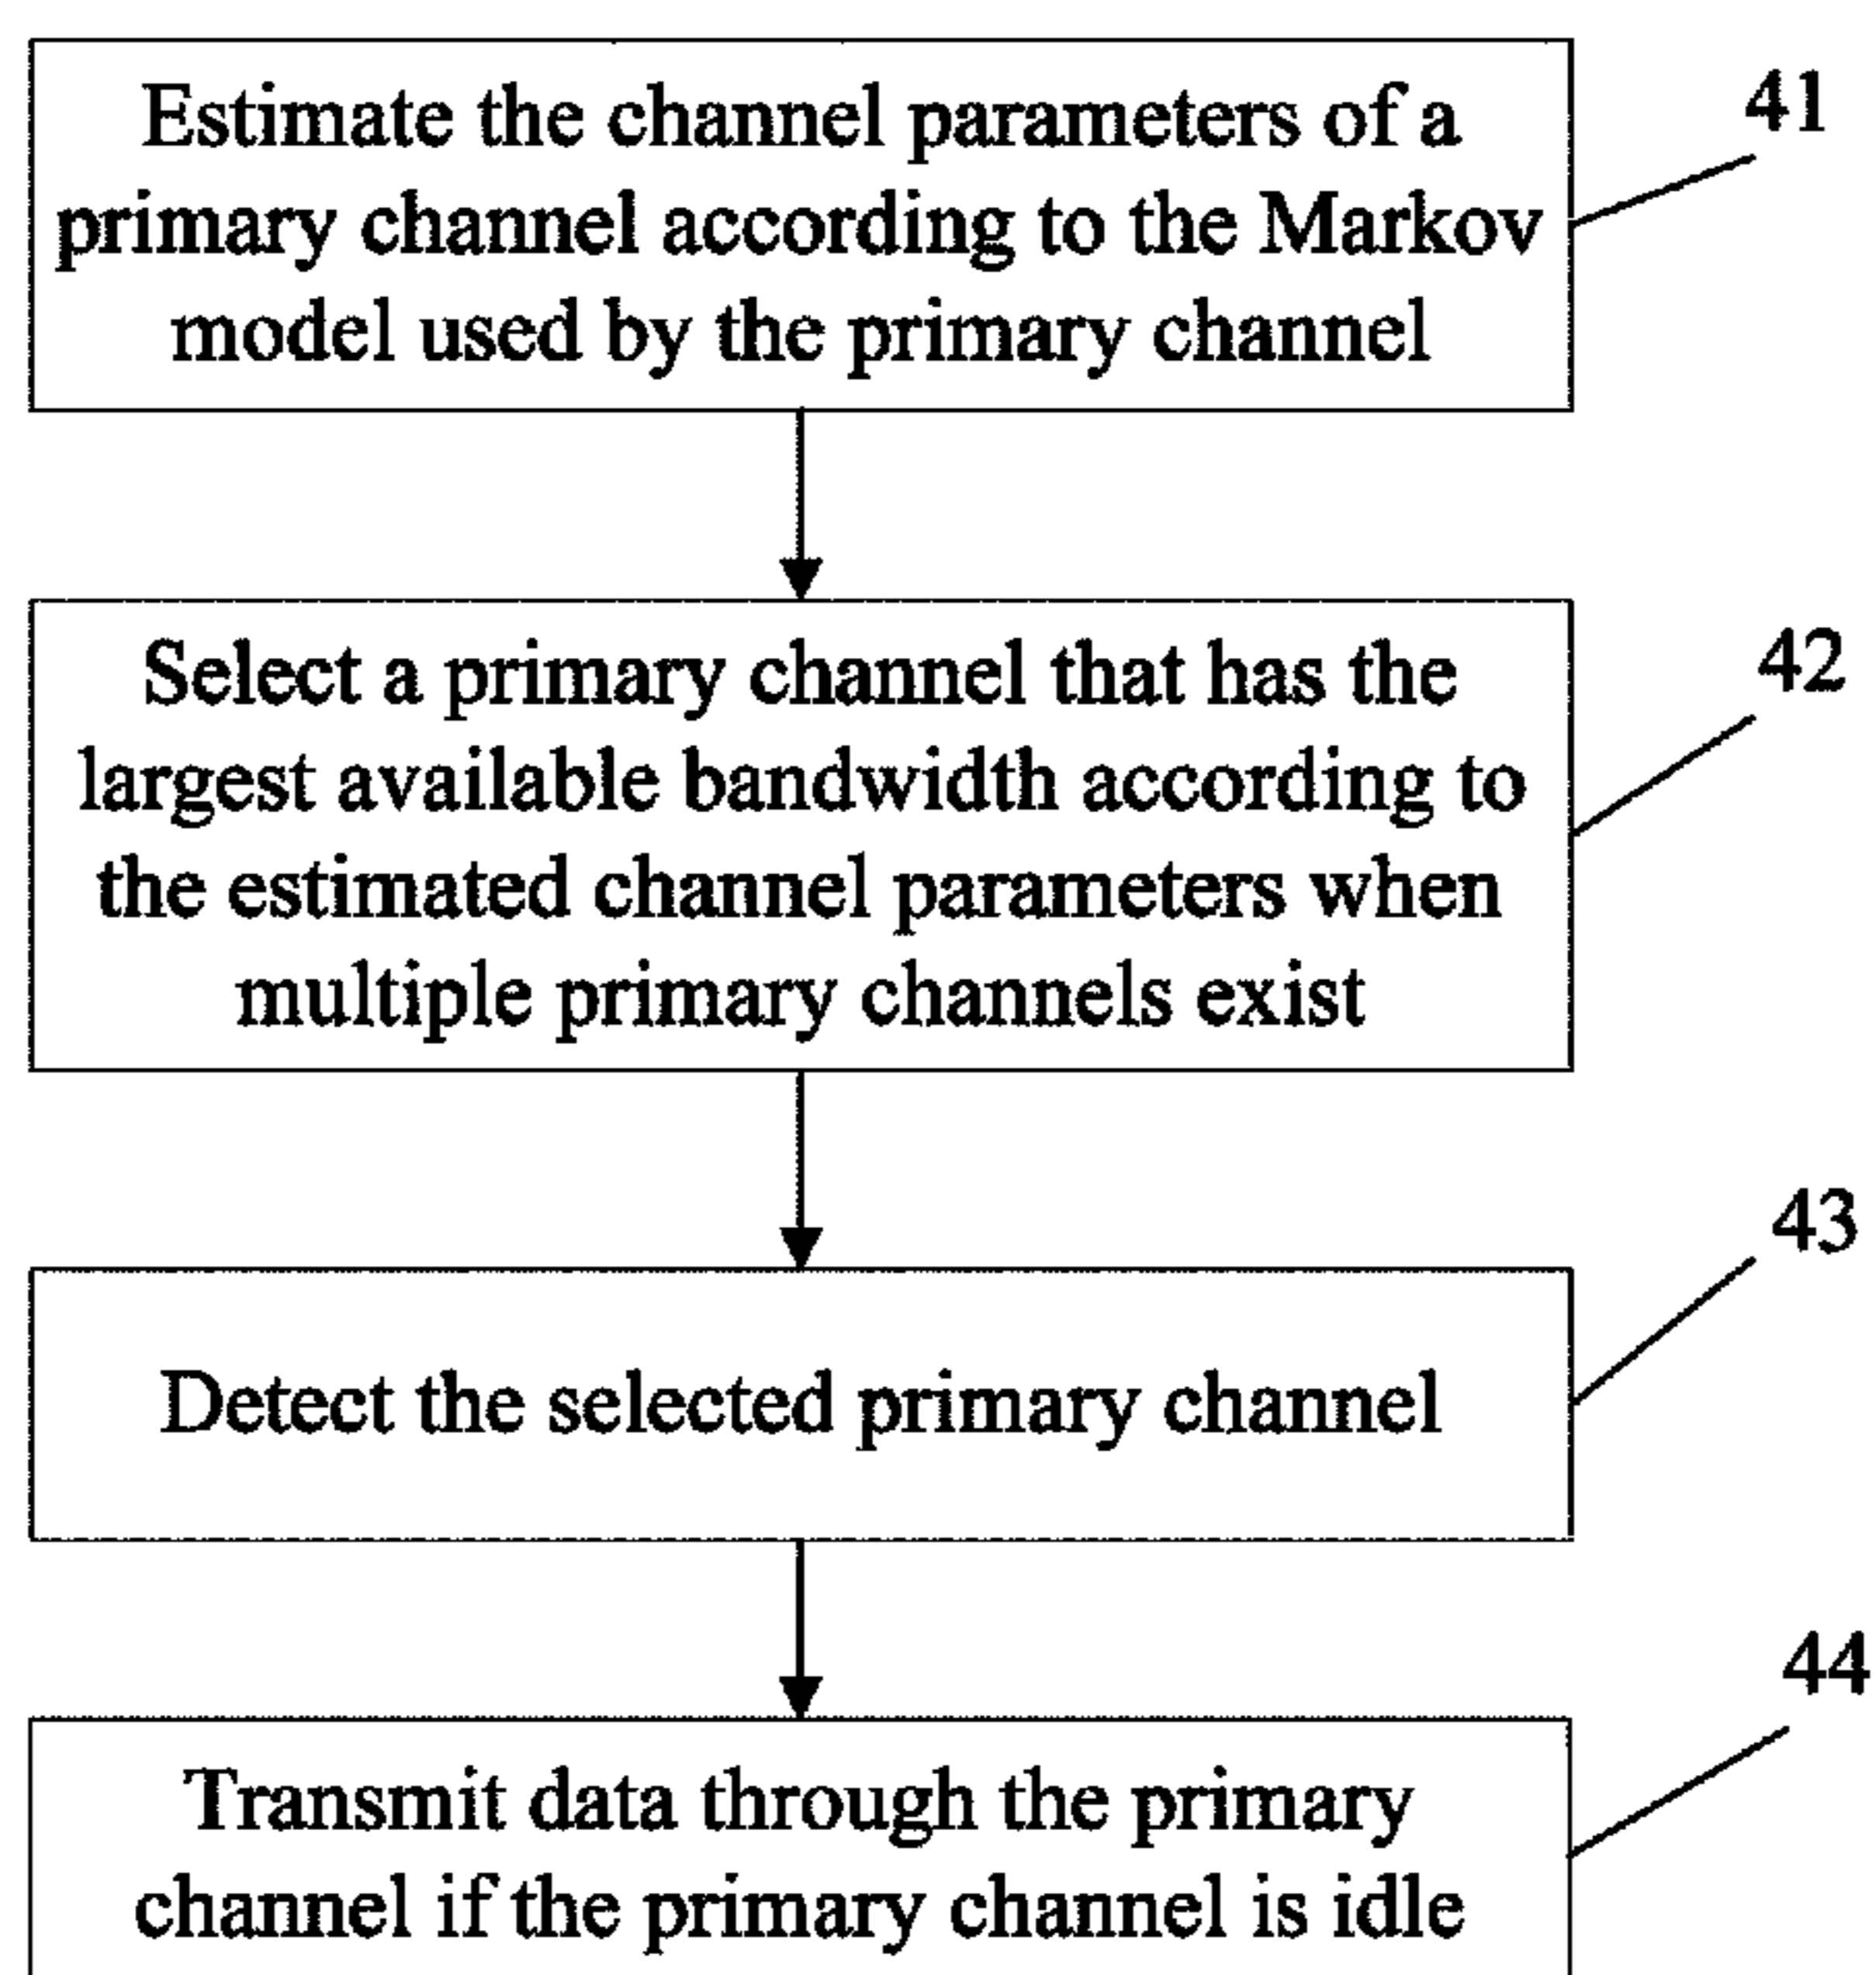 Estimate the channel parameters of a
primary channel according to the Markov
model used by the primary channel
41
Select a primary channel that has the
largest available bandwidth according to
the estimated channel parameters when
multiple primary channels exist
42
Detect the selected primary channel
43
Transmit data through the primary
channel if the primary channel is idle
44